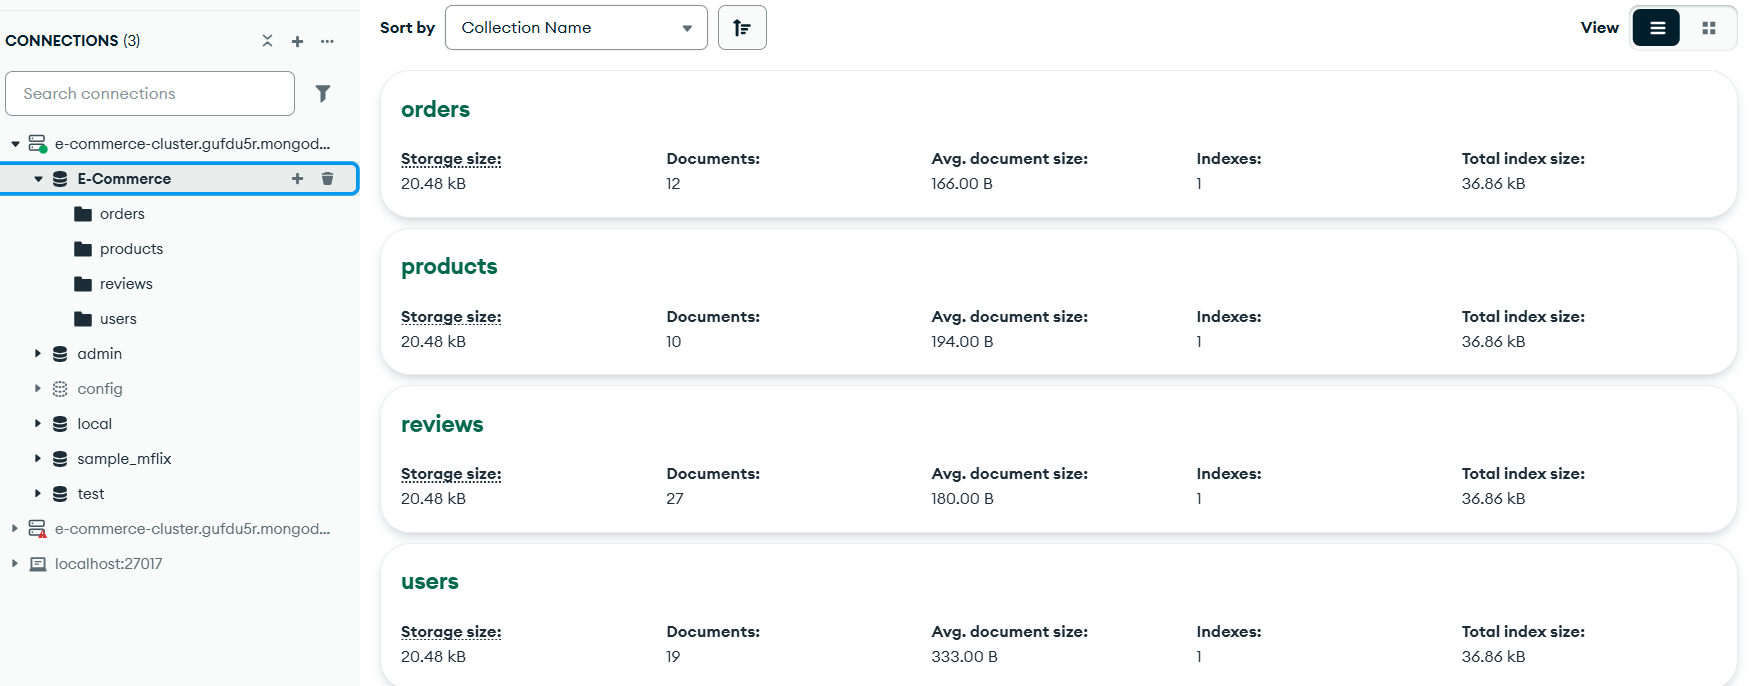 CONNECTIONS (3)
Search connections
e-commerce-cluster.gufdu5r.mongod...
E-Commerce
orders
products
reviews
users
admin
config
local
sample_mflix
test
e-commerce-cluster.gufdu5r.mongod...
localhost:27017
Sort by Collection Name View
orders
Storage size: Documents: Avg. document size: Indexes: Total index size:
20.48 kB 12 166.00 B 1 36.86 kB
products
Storage size: Documents: Avg. document size: Indexes: Total index size:
20.48 kB 10 194.00 B 1 36.86 kB
reviews
Storage size: Documents: Avg. document size: Indexes: Total index size:
20.48 kB 27 180.00 B 1 36.86 kB
users
Storage size: Documents: Avg. document size: Indexes: Total index size:
20.48 kB 19 333.00 B 1 36.86 kB